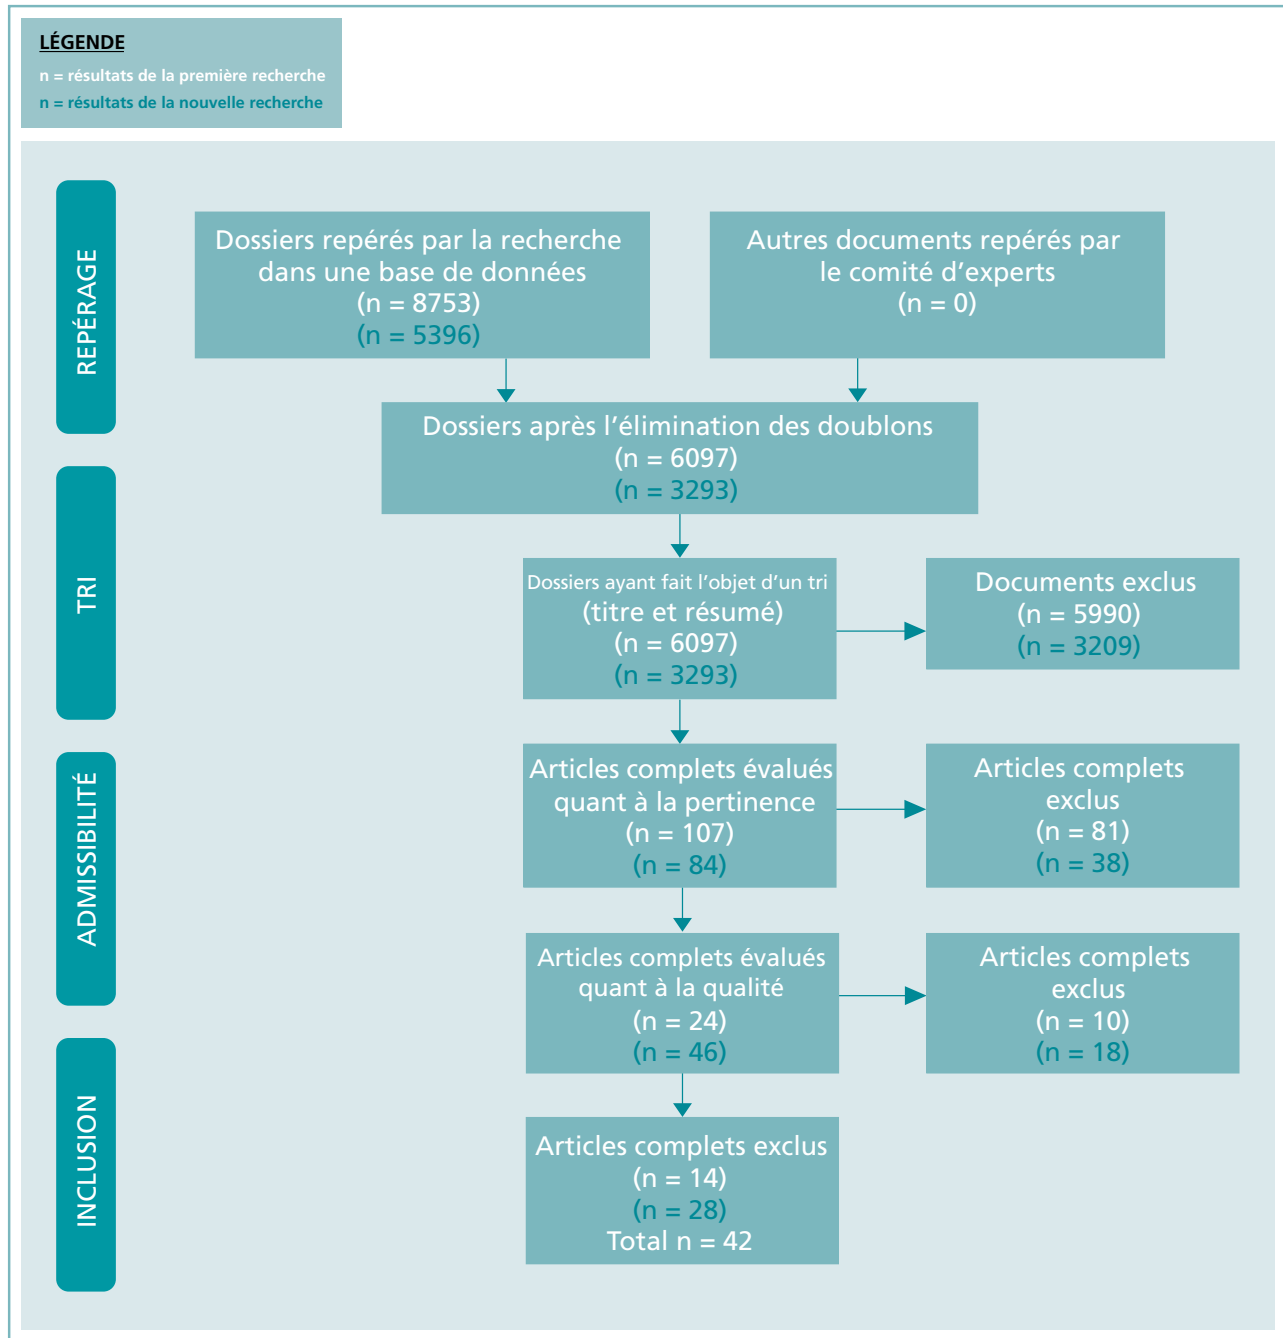 LÉGENDE
n = résultats de la première recherche
n = résultats de la nouvelle recherche
REPÉRAGE
Dossiers repérés par la recherche
dans une base de données
(n = 8753)
(n = 5396)
Autres documents repérés par
le comité d'experts
(n = 0)
Dossiers après l'élimination des doublons
(n = 6097)
(n = 3293)
TRI
Dossiers ayant fait l'objet d'un tri
(titre et résumé)
(n = 6097)
(n = 3293)
Documents exclus
(n = 5990)
(n = 3209)
ADMISSIBILITÉ
Articles complets évalués
quant à la pertinence
(n = 107)
(n = 84)
Articles complets
exclus
(n = 81)
(n = 38)
Articles complets évalués
quant à la qualité
(n = 24)
(n = 46)
Articles complets
exclus
(n = 10)
(n = 18)
INCLUSION
Articles complets exclus
(n = 14)
(n = 28)
Total n = 42